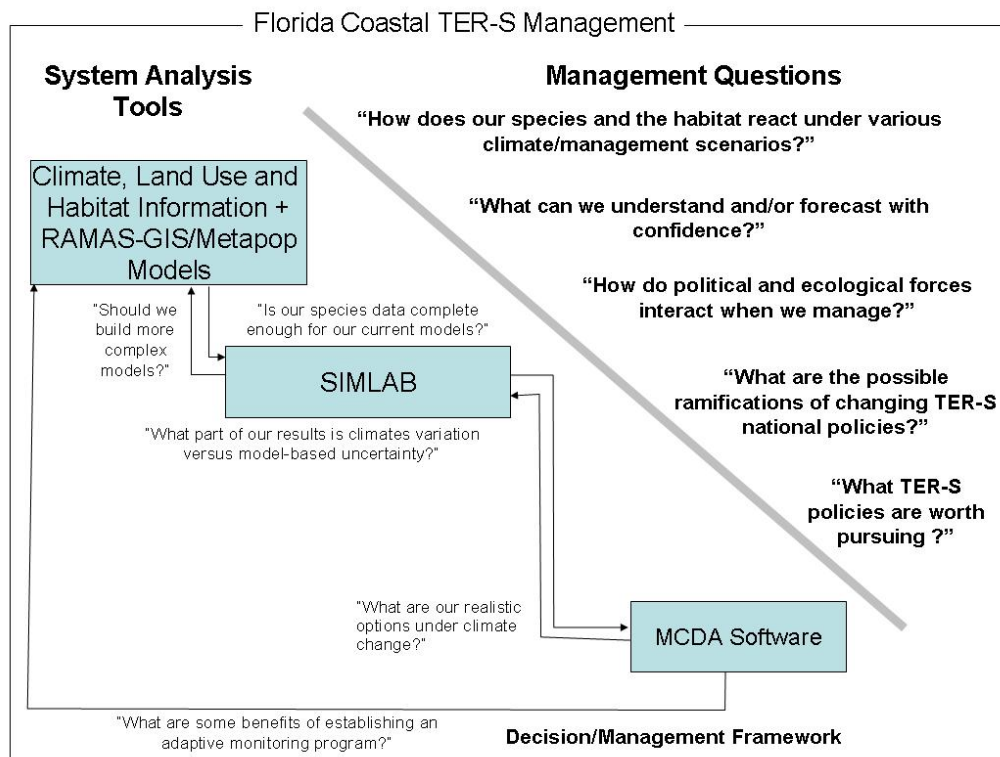 Florida Coastal TER-S Management
System Analysis
Tools
Management Questions
“How does our species and the habitat react under various
climate/management scenarios?”
Climate, Land Use and
Habitat Information +
RAMAS-GIS/Metapop
Models
“What can we understand and/or forecast with
confidence?”
“How do political and ecological forces
interact when we manage?”
“Should we
build more
complex
models?”
“Is our species data complete
enough for our current models?”
SIMLAB
“What are the possible
ramifications of changing TER-S
national policies?”
“What part of our results is climates variation
versus model-based uncertainty?”
“What TER-S
policies are worth
pursuing ?”
“What are our realistic
options under climate
change?”
MCDA Software
“What are some benefits of establishing an
adaptive monitoring program?”
Decision/Management Framework